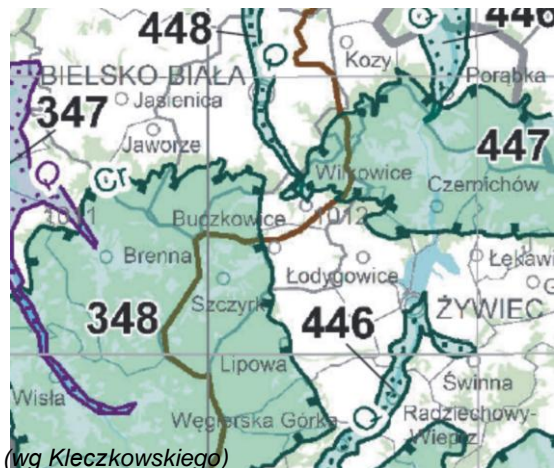 448
446
Q
Kozy
BIELSKO-BIAŁA
Porąbka
Jasienica
347
447
Jaworze
Q
Cr
Wilkowice
Czernichów
1011
Buczkowice
1012
Brenna
Łodygowice
Łękawi
G
Szczyrk
ŻYWIEC
348
446
Lipowa
Świnna
Wisła
Węgierska Górka
Q
Radziechowy-
Wieprz
(wg Kleczkowskiego)